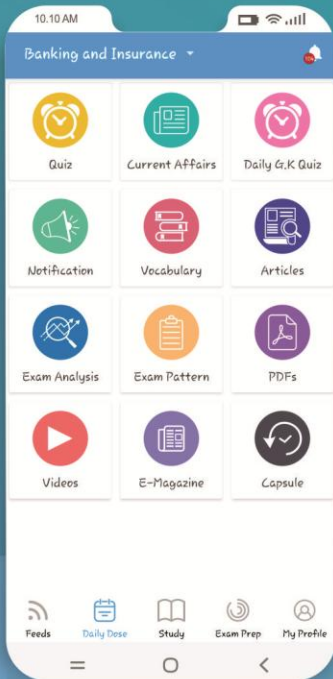 10.10 AM
Banking and Insurance
Quiz
Current Affairs
Daily G.K Quiz
Notification
Vocabulary
Articles
Exam Analysis
Exam Pattern
PDFs
Videos
E-Magazine
Capsule
Feeds
Daily Dose
Study
Exam Prep
My Profile